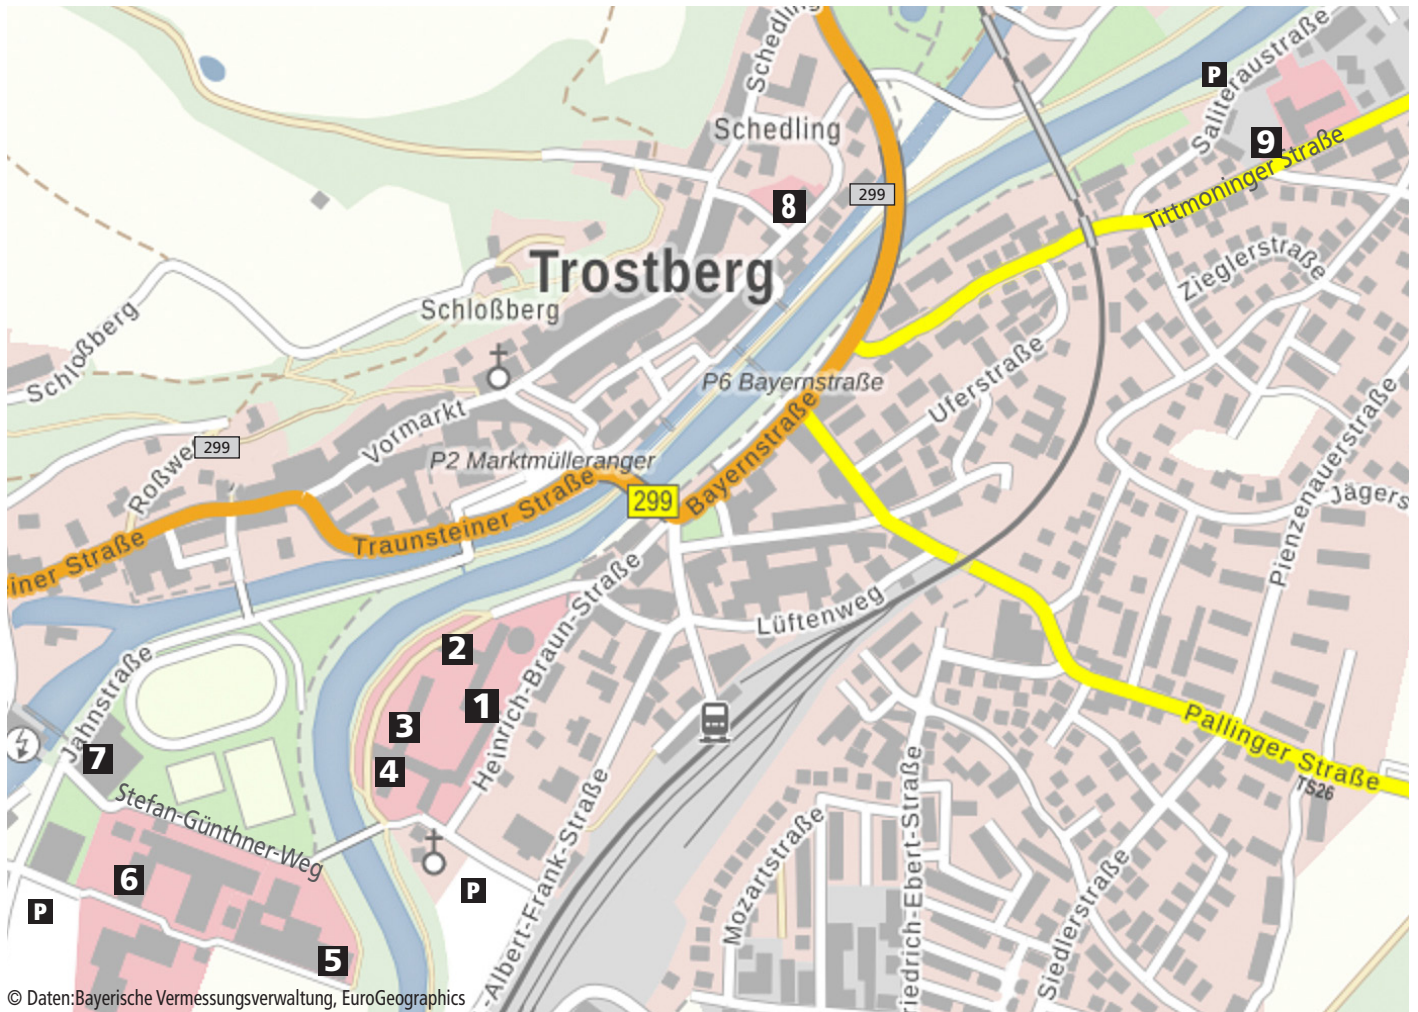 Schedling
P
Saliteraustraße
Schedling
9
Tittmoninger Straße
299
8
Zieglerstraße
Trostberg
Schloßberg
Schloßberg
Uferstraße
P6 Bayernstraße
Pienzenauerstraße
Vormarkt
299
Roßwe
P2 Marktmülleranger
Bayernstraße
299
Jägers
Traunsteiner Straße
iner Straße
Lüftenweg
Heinrich-Braun-Straße
2
1
3
4
Jahnstraße
7
Pallinger Straße
TS26
Stefan-Günthner-Weg
6
P
P
5
-Albert-Frank-Straße
Mozartstraße
riedrich-Ebert-Straße
Siedlerstraße
© Daten:Bayerische Vermessungsverwaltung, EuroGeographics